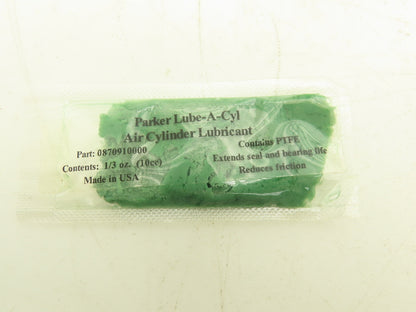 Parker Lube-A-Cyl
Air Cylinder Lubricant
Part: 0870910000
Contents: 1/3 oz. (10cc)
Made in USA
Contains PTFE
Extends seal and bearing life
Reduces friction